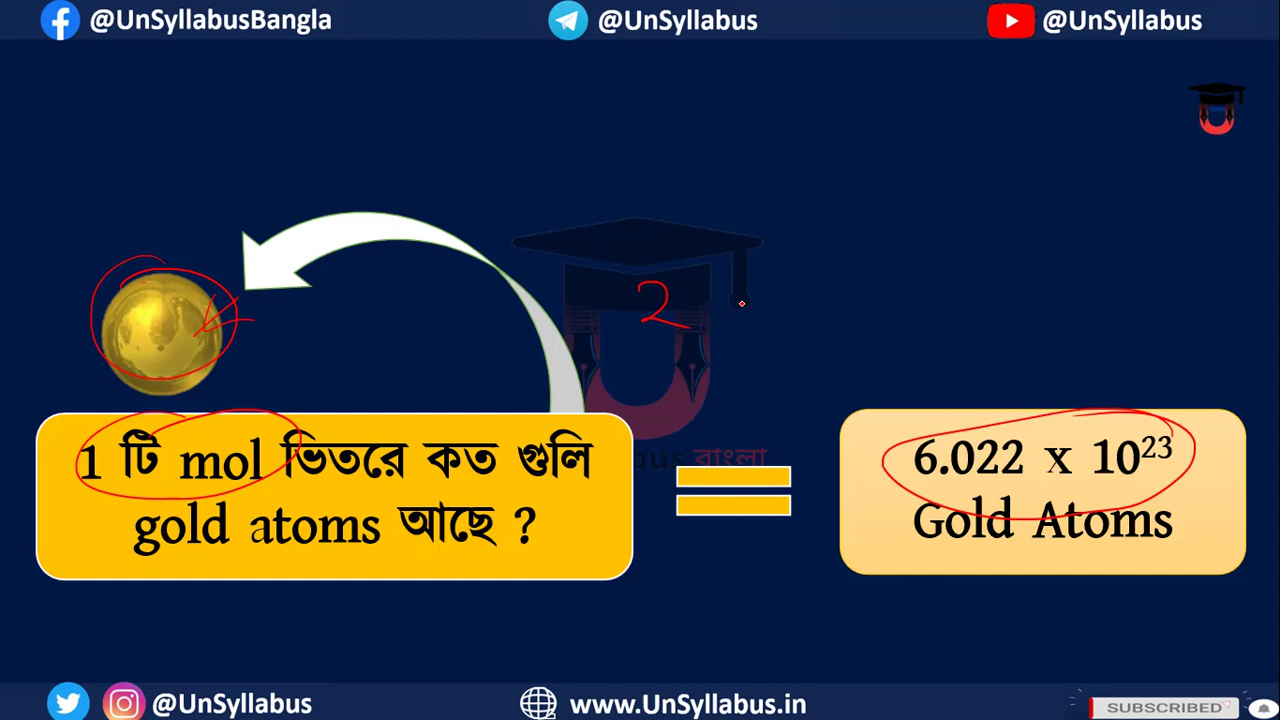 @UnSyllabusBangla
@UnSyllabus
@UnSyllabus
2
1 টি mol ভিতরে কত গুলি
gold atoms আছে ?
6.022 x 10²³
Gold Atoms
বাংলা
@UnSyllabus
www.UnSyllabus.in
SUBSCRIBED